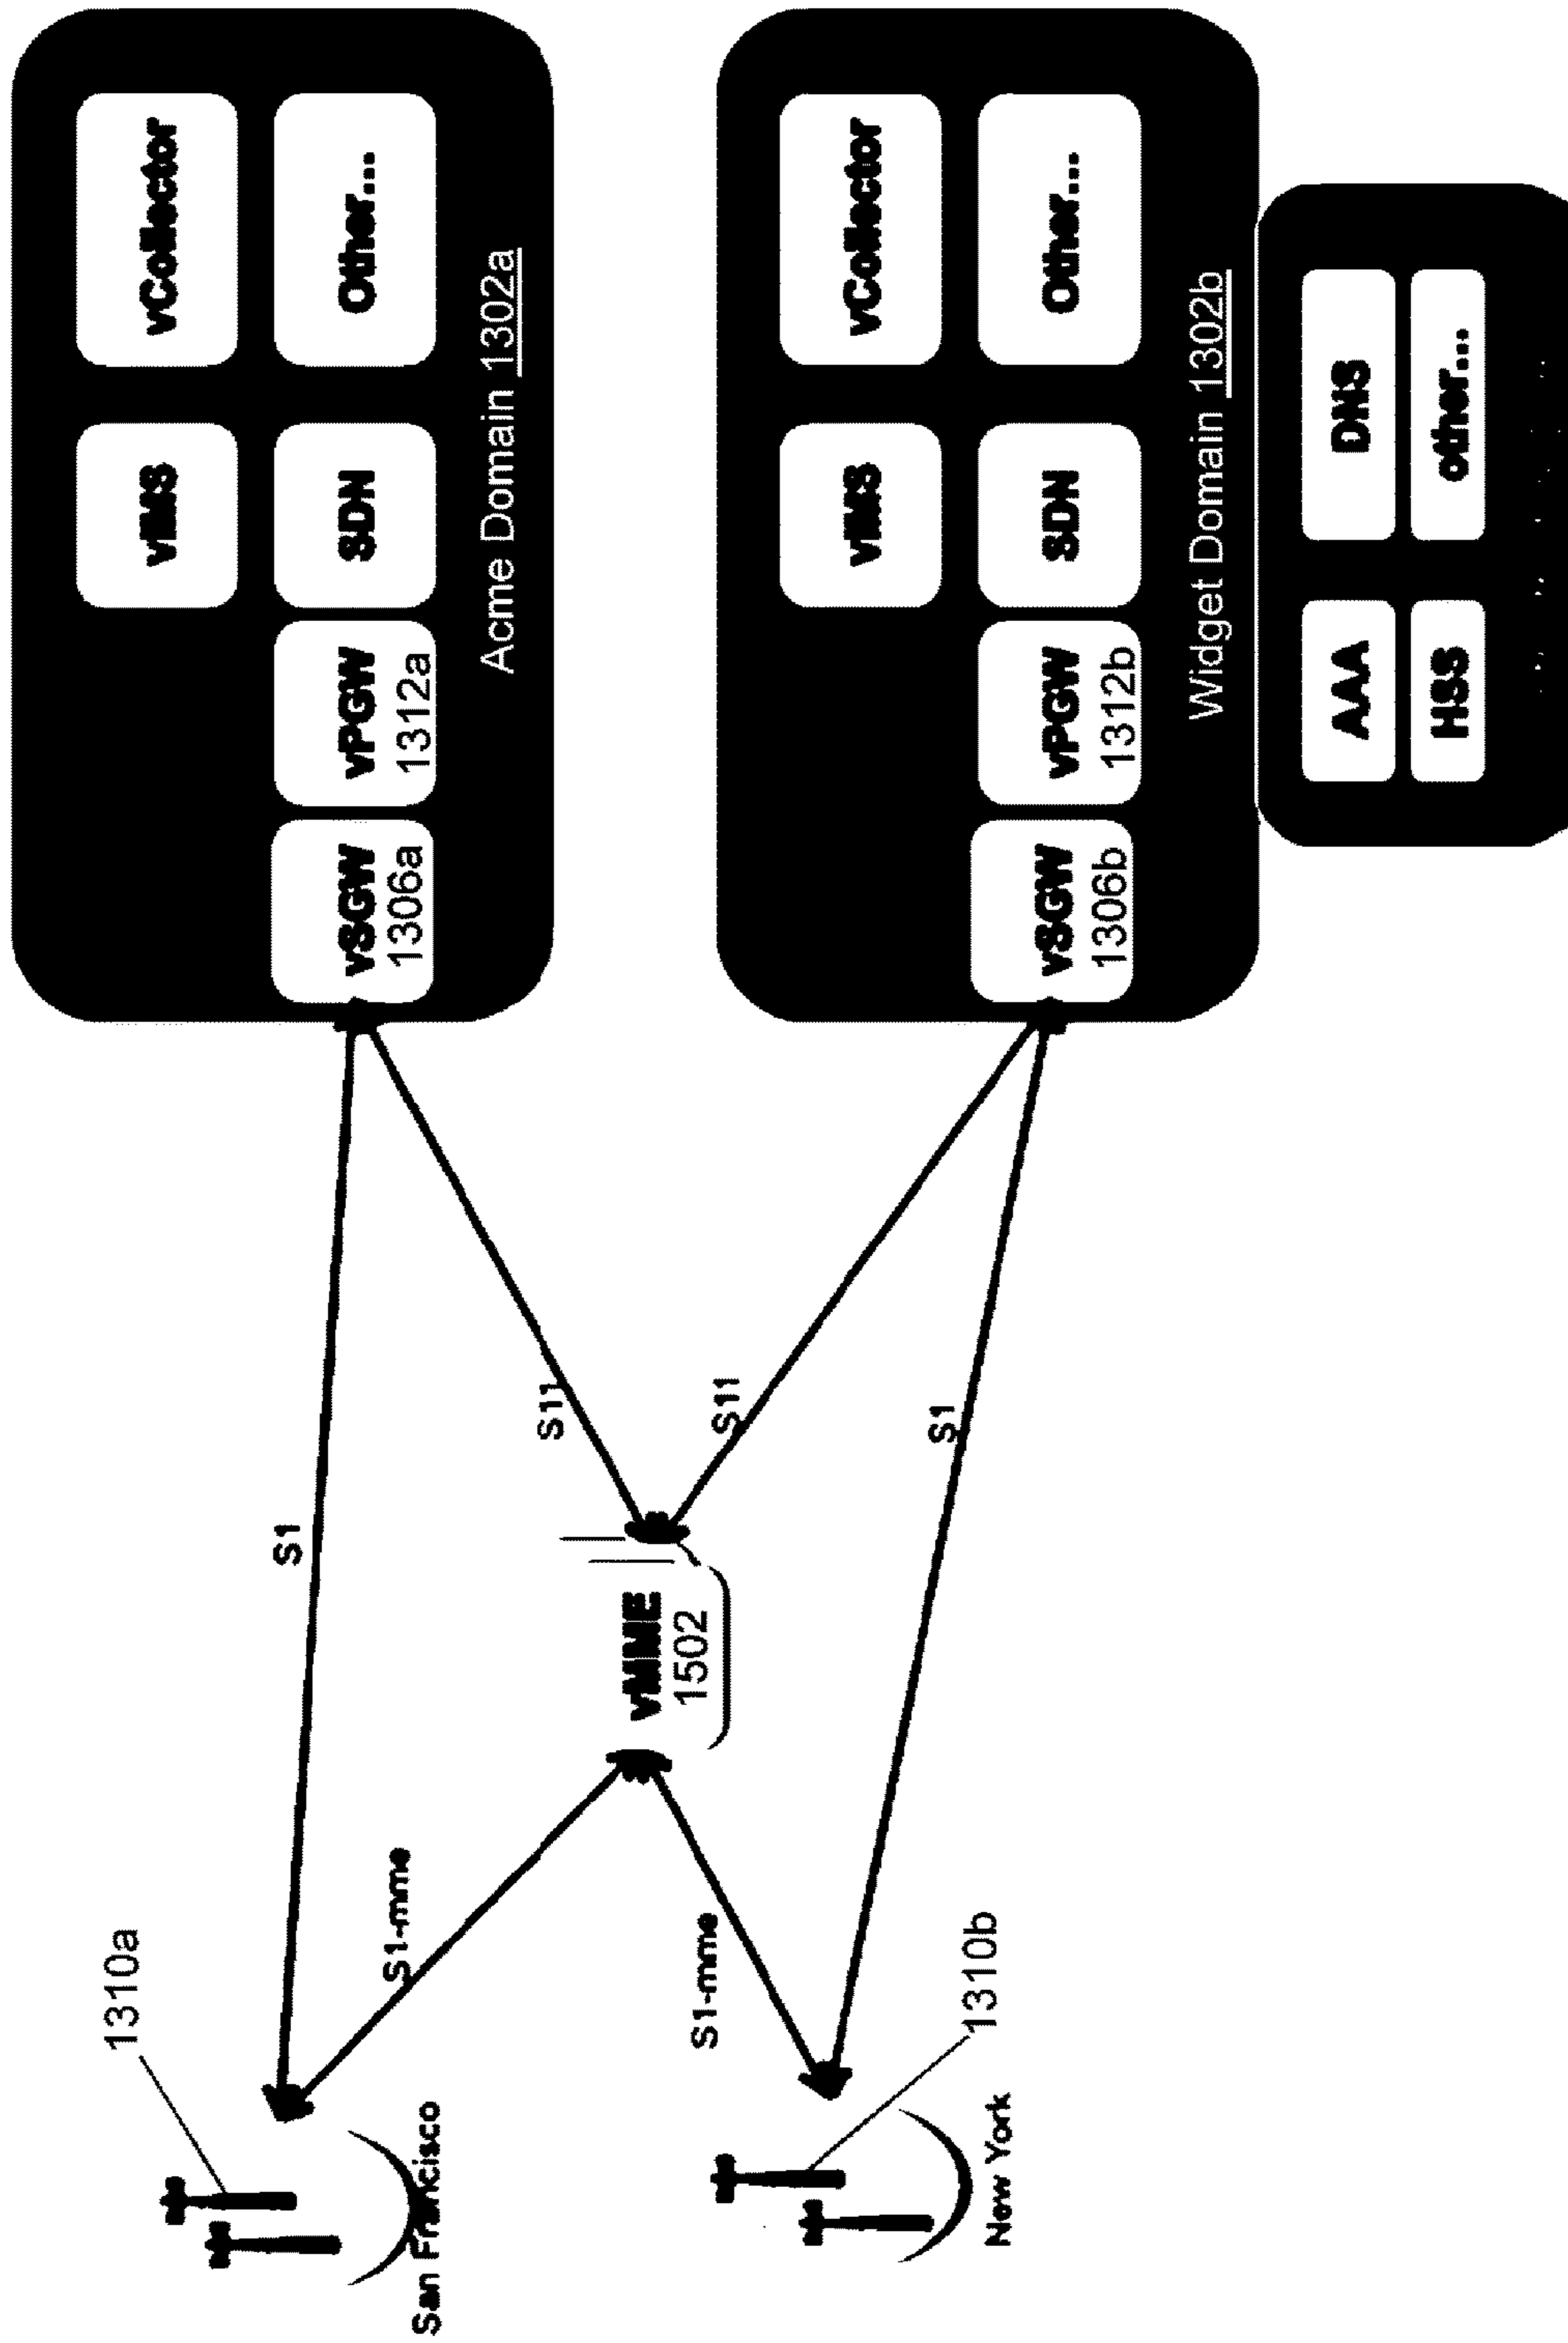 1310a
San Francisco
S1-mme
S1
S1-mme
1310b
New York
vMME
1502
S11
S11
S1
vIMS
vCollector
vSGW
1306a
vPGW
1312a
SDN
Other...
Acme Domain 1302a
vIMS
vCollector
vSGW
1306b
vPGW
1312b
SDN
Other...
Widget Domain 1302b
AAA
DNS
HSS
other...